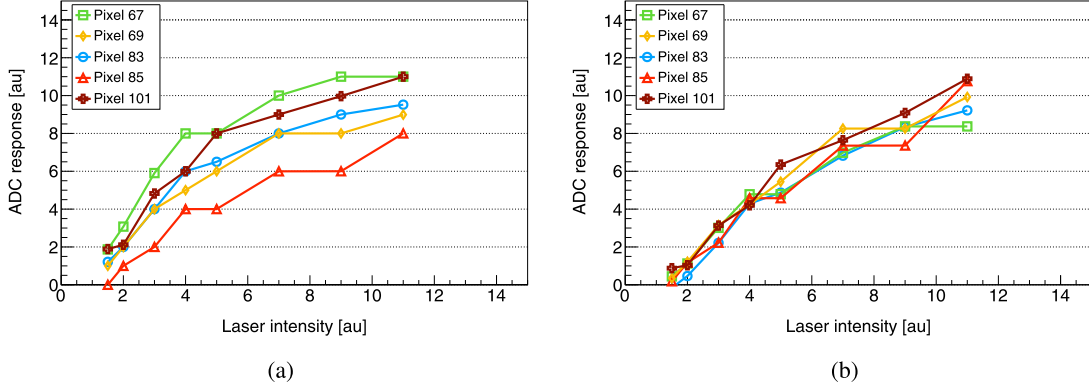 ADC response [au]
14
12
10
8
6
4
2
0
Pixel 67
Pixel 69
Pixel 83
Pixel 85
Pixel 101
0 2 4 6 8 10 12 14
Laser intensity [au]
(a)
ADC response [au]
14
12
10
8
6
4
2
0
Pixel 67
Pixel 69
Pixel 83
Pixel 85
Pixel 101
0 2 4 6 8 10 12 14
Laser intensity [au]
(b)